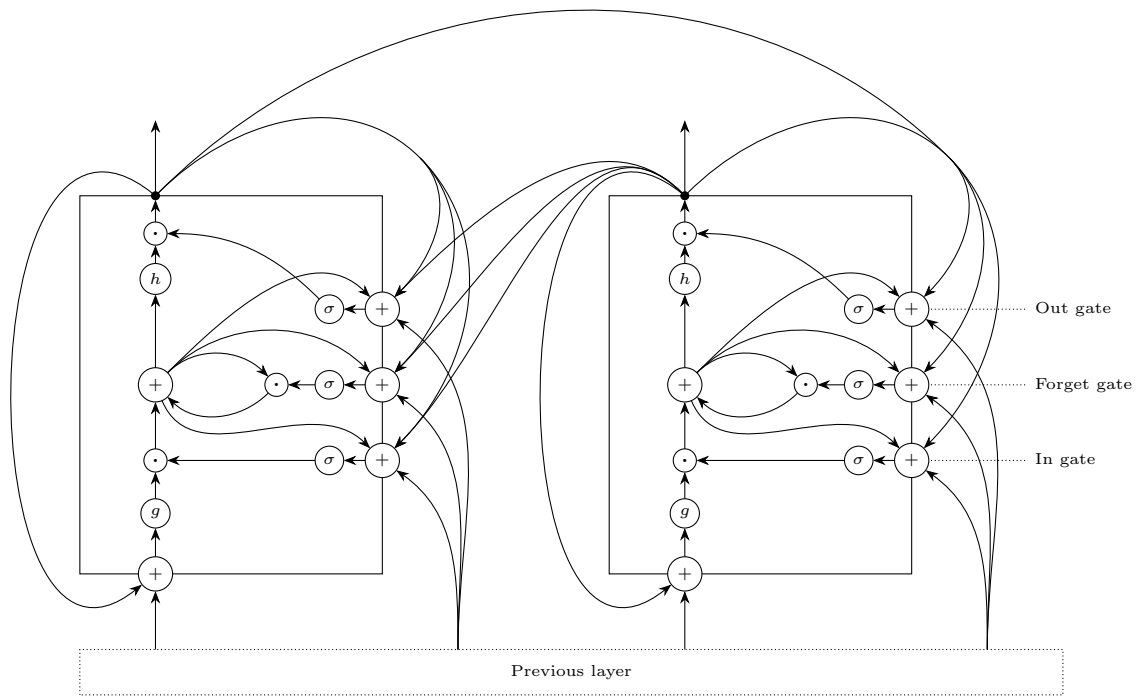 h
h
σ
+
σ
+
Out gate
+
·
σ
+
+
·
σ
+
Forget gate
·
σ
+
·
σ
+
In gate
g
g
+
+
Previous layer